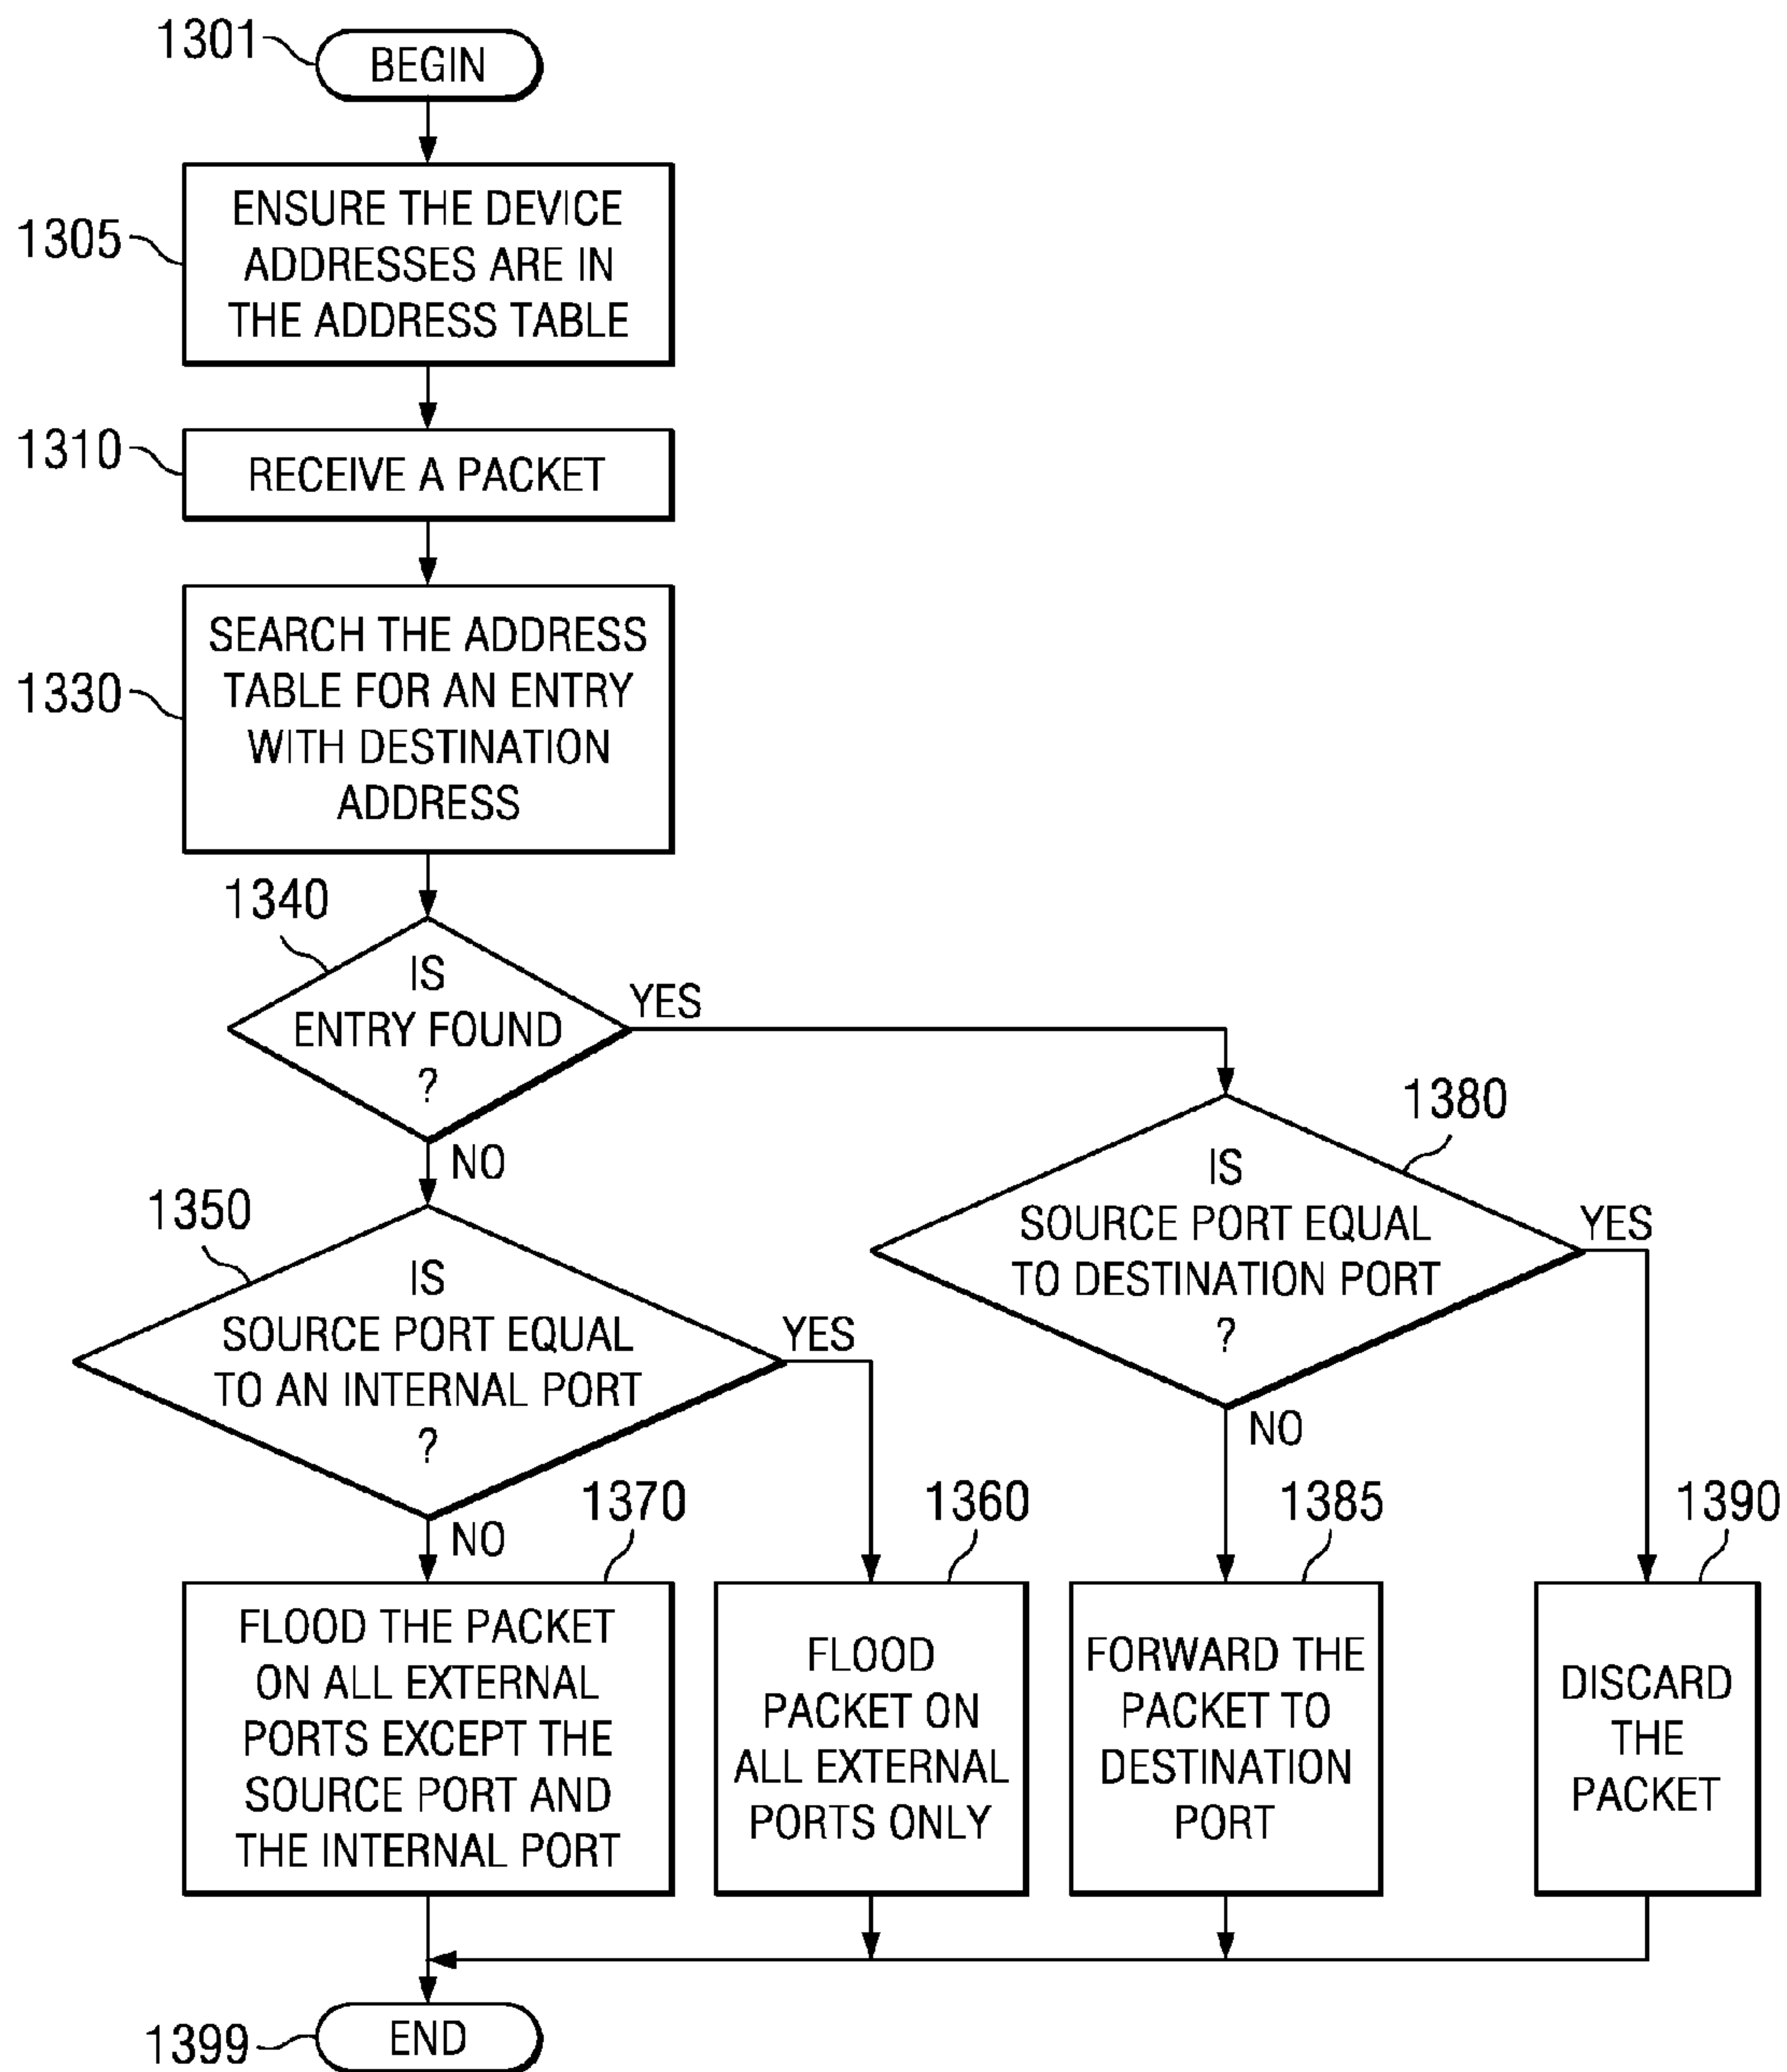 1301
BEGIN
1305
ENSURE THE DEVICE
ADDRESSES ARE IN
THE ADDRESS TABLE
1310
RECEIVE A PACKET
1330
SEARCH THE ADDRESS
TABLE FOR AN ENTRY
WITH DESTINATION
ADDRESS
1340
IS
ENTRY FOUND
?
YES
NO
1380
IS
SOURCE PORT EQUAL
TO DESTINATION PORT
?
YES
NO
1350
IS
SOURCE PORT EQUAL
TO AN INTERNAL PORT
?
YES
NO
1370
FLOOD THE PACKET
ON ALL EXTERNAL
PORTS EXCEPT THE
SOURCE PORT AND
THE INTERNAL PORT
1360
FLOOD
PACKET ON
ALL EXTERNAL
PORTS ONLY
1385
FORWARD THE
PACKET TO
DESTINATION
PORT
1390
DISCARD
THE
PACKET
1399
END